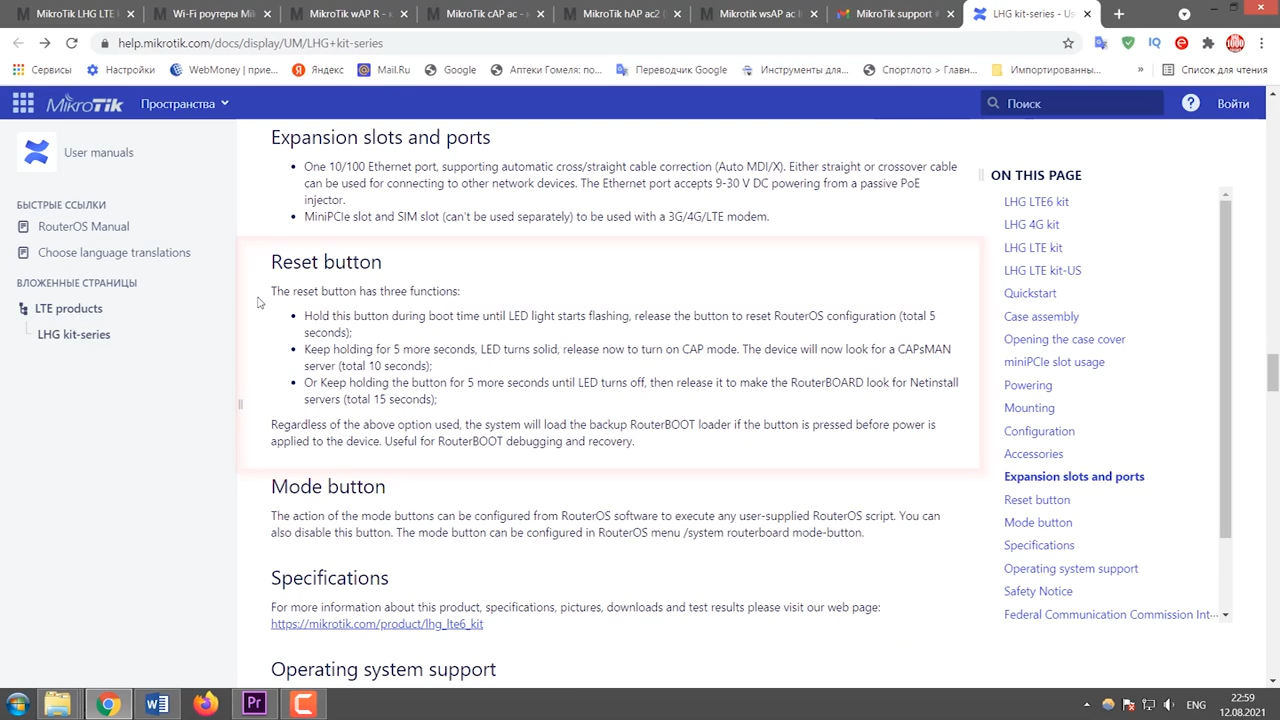 MikroTik LHG LTE
Wi-Fi роутеры Mi
MikroTik wAP R -
MikroTik cAP ac -
MikroTik hAP ac2 (
MikroTik wsAP ac l
MikroTik support #
LHG kit-series - Us
help.mikrotik.com/docs/display/UM/LHG+kit-series
Сервисы
Настройки
WebMoney | прие...
Яндекс
Mail.Ru
Google
Аптеки Гомеля: по...
Переводчик Google
Инструменты для...
Спортлото > Главн...
Импортированны...
»
Список для чтения
MikroTik
Пространства
Поиск
Войти
User manuals
БЫСТРЫЕ ССЫЛКИ
RouterOS Manual
Choose language translations
ВЛОЖЕННЫЕ СТРАНИЦЫ
LTE products
LHG kit-series
Expansion slots and ports
• One 10/100 Ethernet port, supporting automatic cross/straight cable correction (Auto MDI/X). Either straight or crossover cable
can be used for connecting to other network devices. The Ethernet port accepts 9-30 V DC powering from a passive PoE
injector.
• MiniPCIe slot and SIM slot (can't be used separately) to be used with a 3G/4G/LTE modem.
Reset button
The reset button has three functions:
• Hold this button during boot time until LED light starts flashing, release the button to reset RouterOS configuration (total 5
seconds);
• Keep holding for 5 more seconds, LED turns solid, release now to turn on CAP mode. The device will now look for a CAPsMAN
server (total 10 seconds);
• Or Keep holding the button for 5 more seconds until LED turns off, then release it to make the RouterBOARD look for Netinstall
servers (total 15 seconds);
Regardless of the above option used, the system will load the backup RouterBOOT loader if the button is pressed before power is
applied to the device. Useful for RouterBOOT debugging and recovery.
Mode button
The action of the mode buttons can be configured from RouterOS software to execute any user-supplied RouterOS script. You can
also disable this button. The mode button can be configured in RouterOS menu /system routerboard mode-button.
Specifications
For more information about this product, specifications, pictures, downloads and test results please visit our web page:
https://mikrotik.com/product/lhg_lte6_kit
Operating system support
ON THIS PAGE
LHG LTE6 kit
LHG 4G kit
LHG LTE kit
LHG LTE kit-US
Quickstart
Case assembly
Opening the case cover
miniPCIe slot usage
Powering
Mounting
Configuration
Accessories
Expansion slots and ports
Reset button
Mode button
Specifications
Operating system support
Safety Notice
Federal Communication Commission Int···
ENG
22:59
12.08.2021